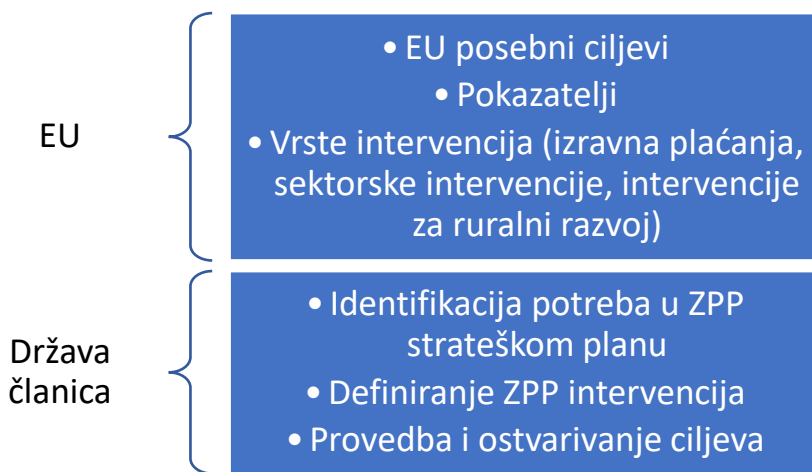 EU
• EU posebni ciljevi
• Pokazatelji
• Vrste intervencija (izravna plaćanja,
sektorske intervencije, intervencije
za ruralni razvoj)
Država
članica
• Identifikacija potreba u ZPP
strateškom planu
• Definiranje ZPP intervencija
• Provedba i ostvarivanje ciljeva